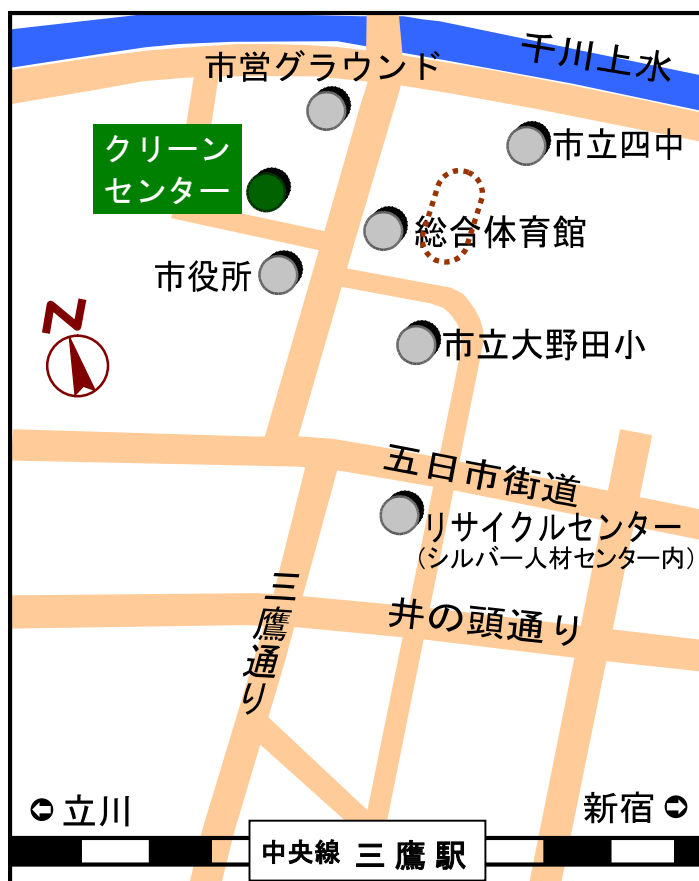 千川上水
市営グラウンド
クリーン
センター
市立四中
総合体育館
市役所
N
市立大野田小
五日市街道
リサイクルセンター
(シルバー人材センター内)
三鷹通り
井の頭通り
立川
新宿
中央線 三鷹駅